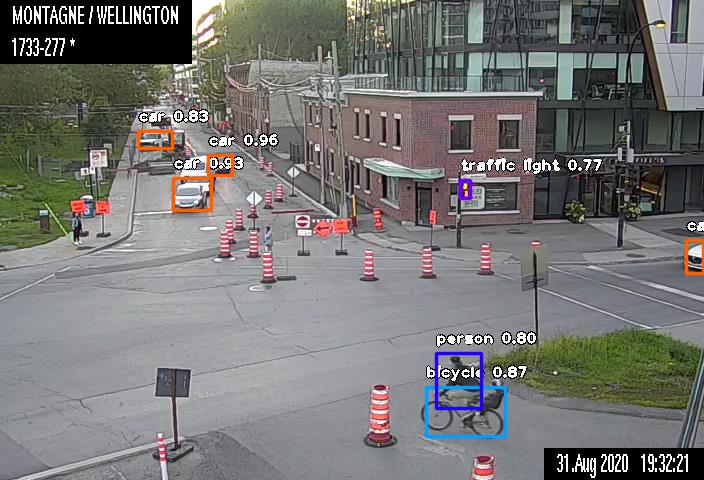 MONTAGNE / WELLINGTON
1733-277 *
car 0.83
car 0.96
car 0.93
traffic light 0.77
ca
person 0.80
bicycle 0.87
31.Aug 2020 19:32:21